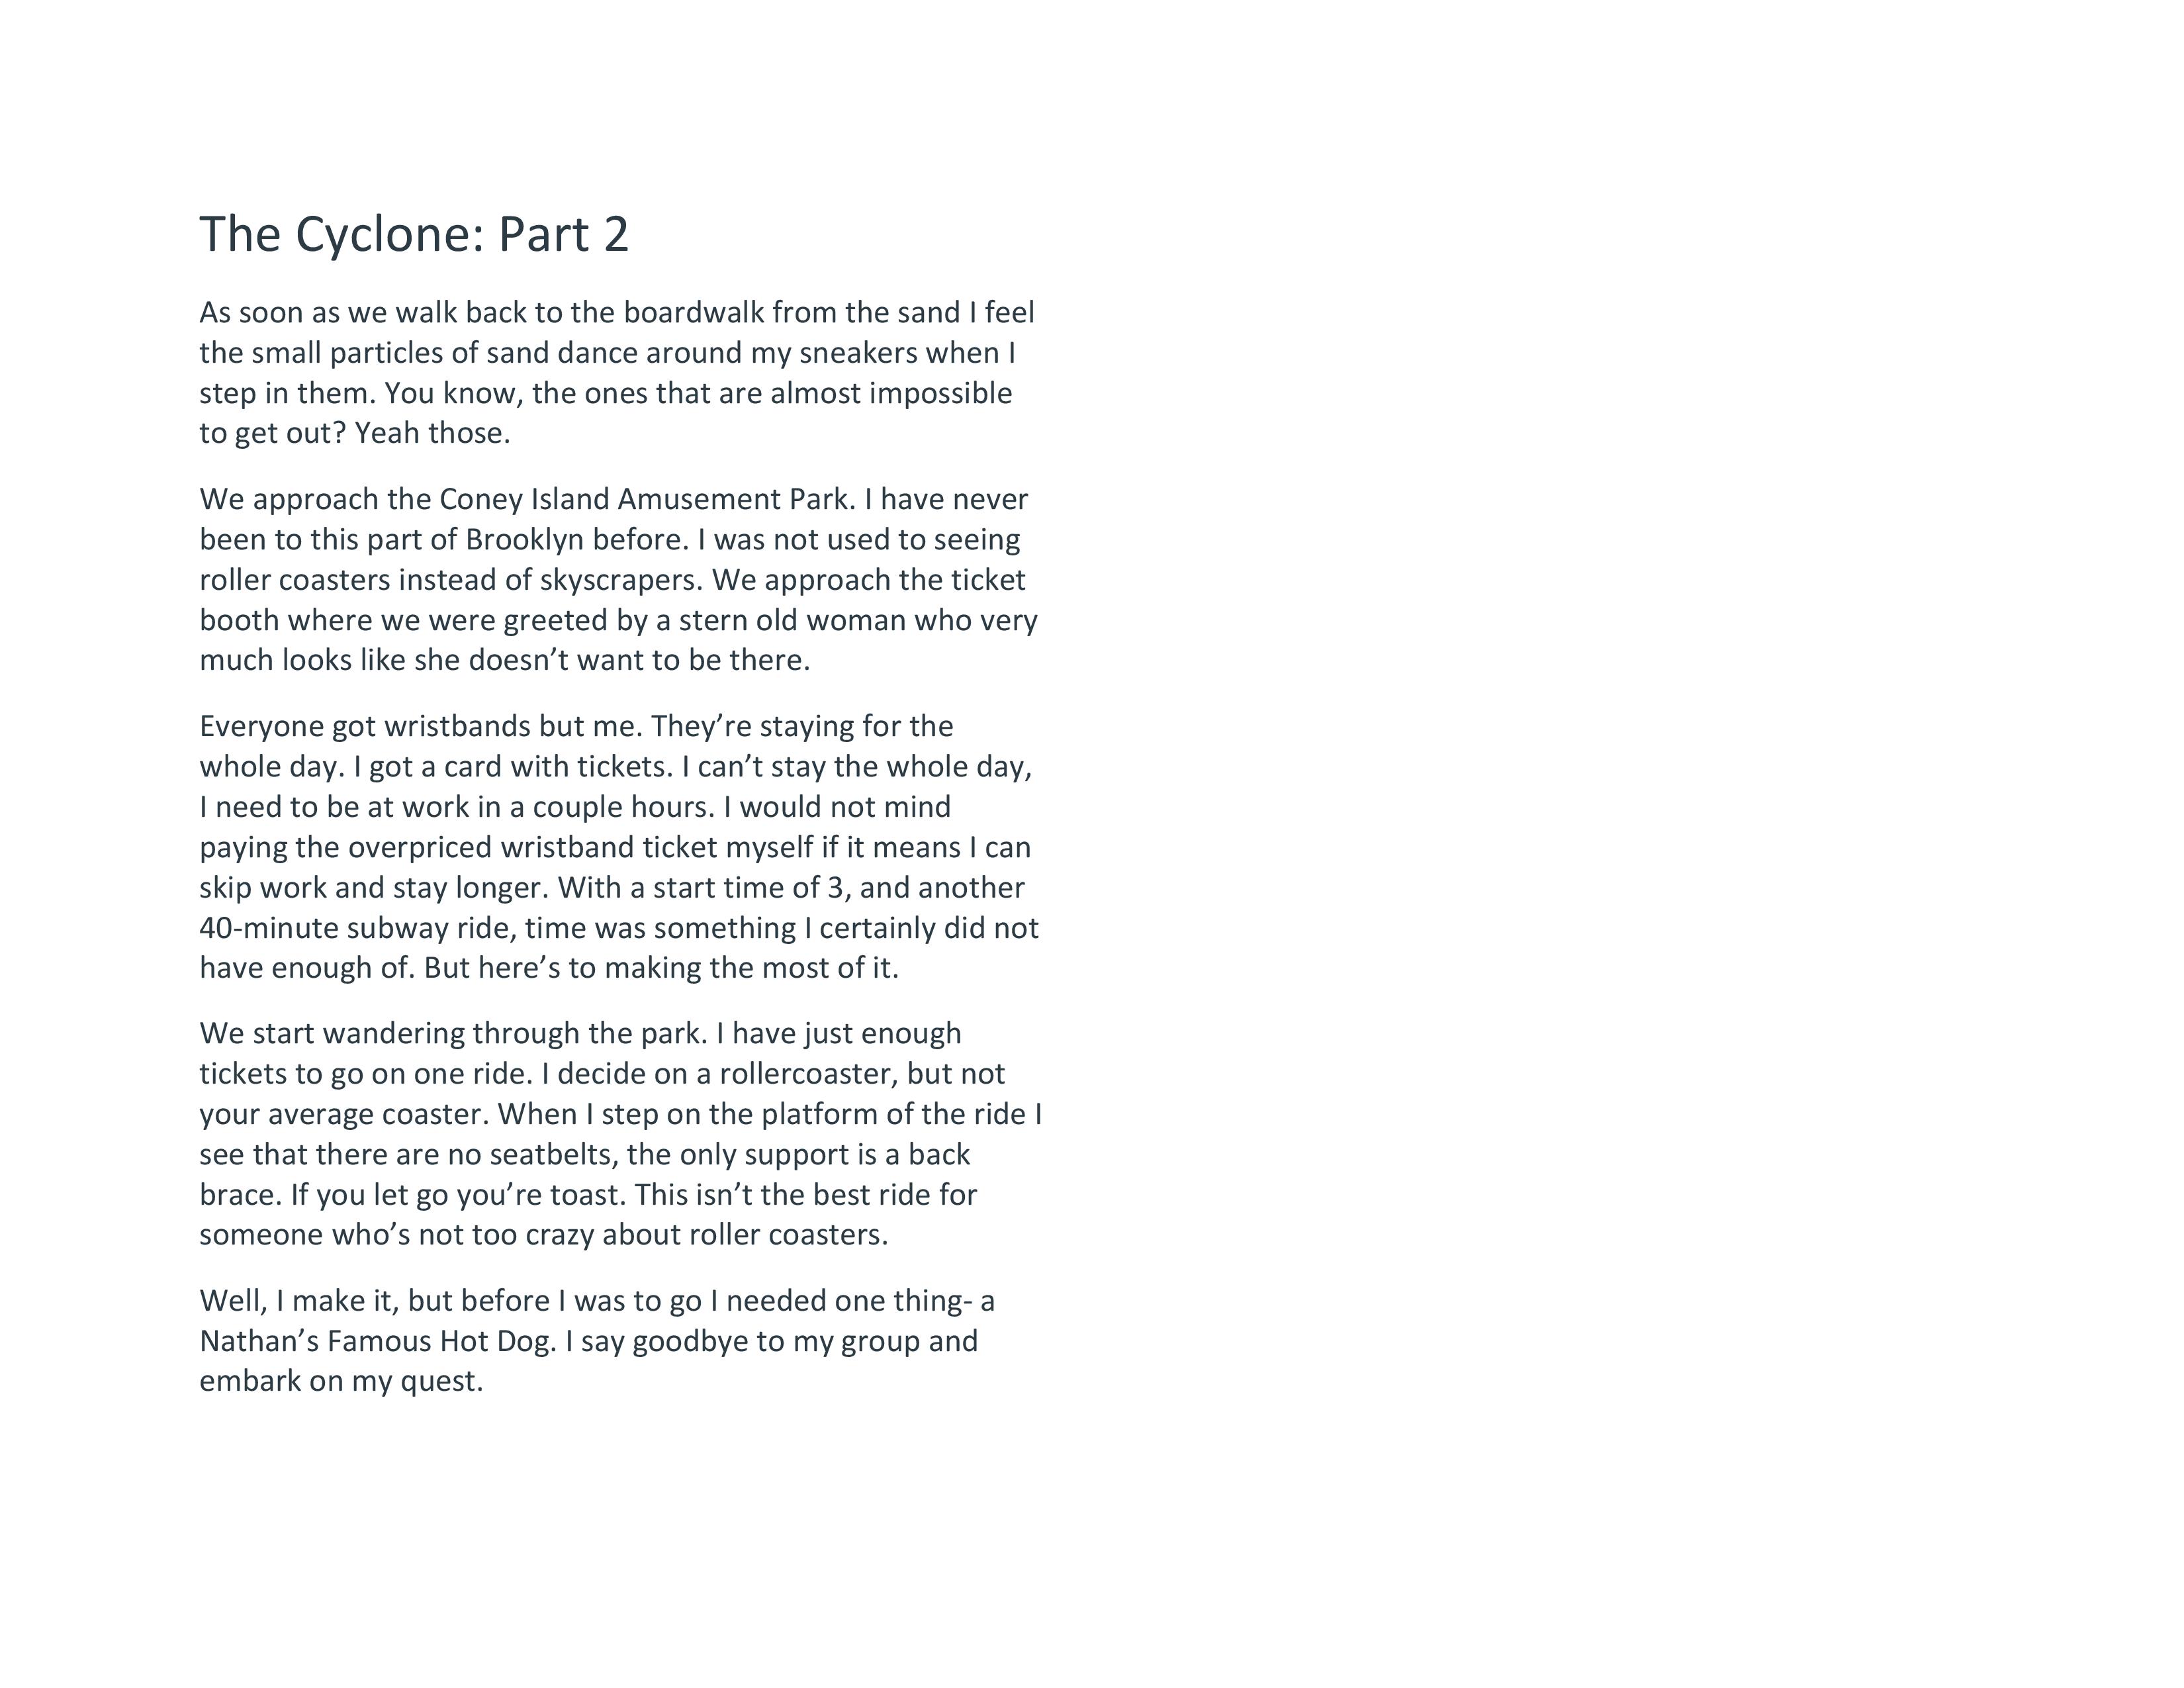 The Cyclone: Part 2
As soon as we walk back to the boardwalk from the sand I feel
the small particles of sand dance around my sneakers when I
step in them. You know, the ones that are almost impossible
to get out? Yeah those.
We approach the Coney Island Amusement Park. I have never
been to this part of Brooklyn before. I was not used to seeing
roller coasters instead of skyscrapers. We approach the ticket
booth where we were greeted by a stern old woman who very
much looks like she doesn’t want to be there.
Everyone got wristbands but me. They’re staying for the
whole day. I got a card with tickets. I can’t stay the whole day,
I need to be at work in a couple hours. I would not mind
paying the overpriced wristband ticket myself if it means I can
skip work and stay longer. With a start time of 3, and another
40-minute subway ride, time was something I certainly did not
have enough of. But here’s to making the most of it.
We start wandering through the park. I have just enough
tickets to go on one ride. I decide on a rollercoaster, but not
your average coaster. When I step on the platform of the ride I
see that there are no seatbelts, the only support is a back
brace. If you let go you’re toast. This isn’t the best ride for
someone who’s not too crazy about roller coasters.
Well, I make it, but before I was to go I needed one thing- a
Nathan’s Famous Hot Dog. I say goodbye to my group and
embark on my quest.